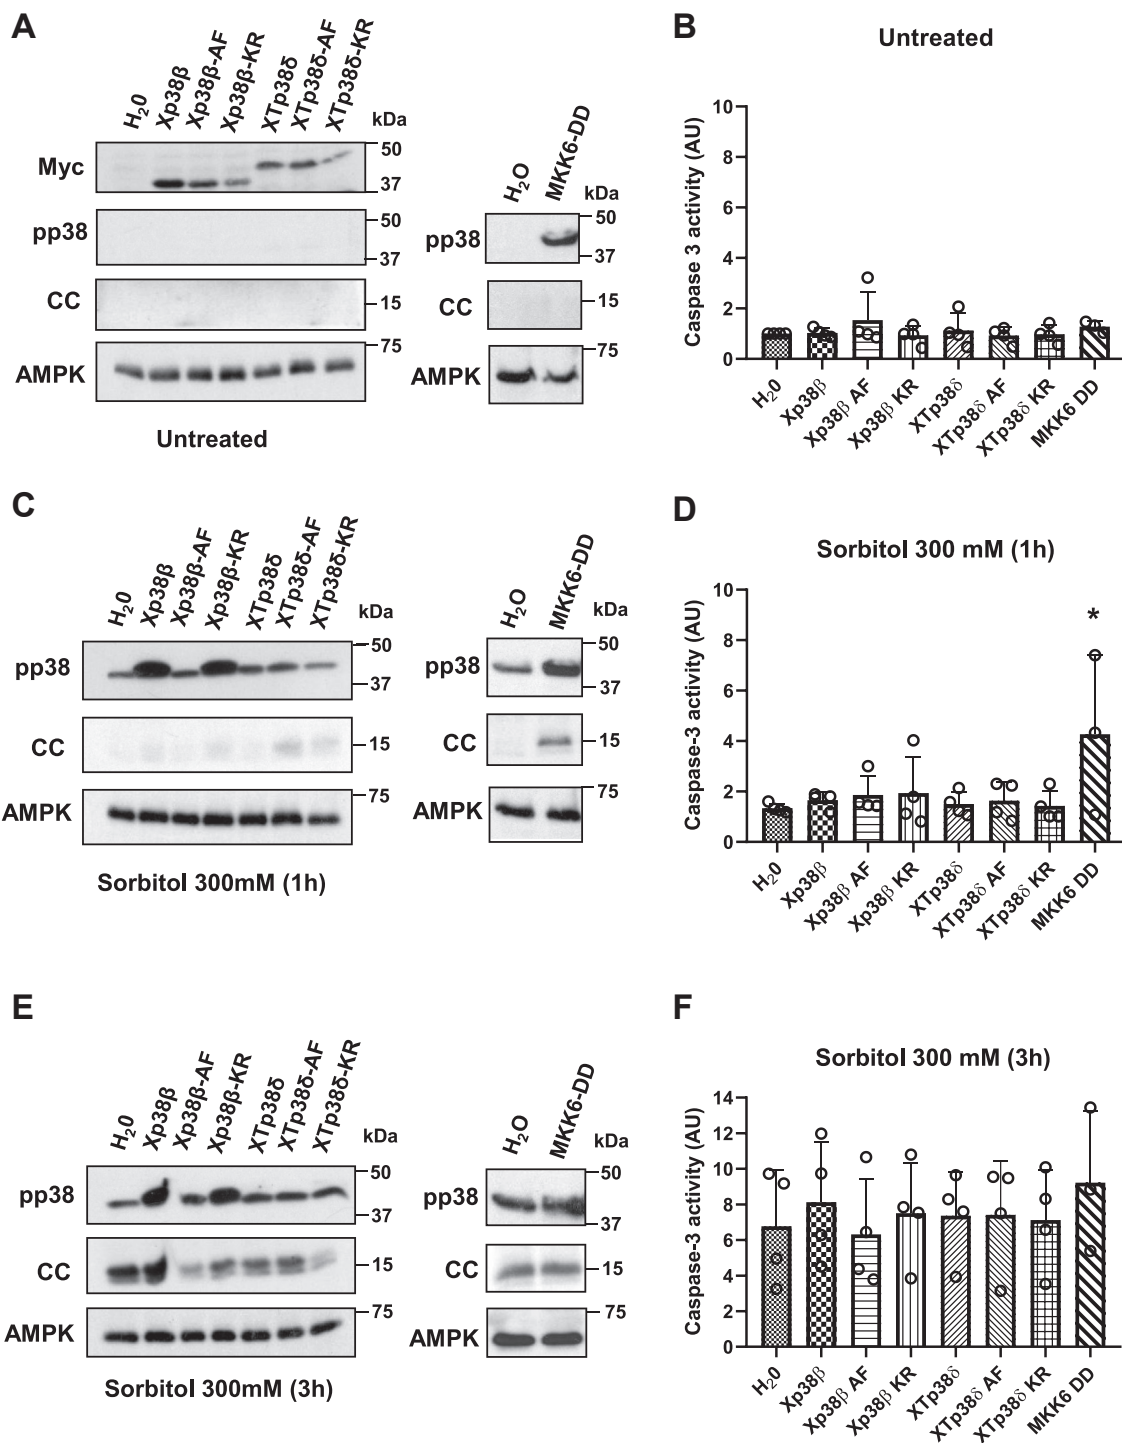 A
H₂0
Xp38β
Xp38β-AF
Xp38β-KR
XTp38δ
XTp38δ-AF
XTp38δ-KR
kDa
Myc
50
37
pp38
50
37
CC
15
AMPK
75
Untreated
H₂O
MKK6-DD
kDa
pp38
50
37
CC
15
AMPK
75
B
Untreated
Caspase 3 activity (AU)
10
8
6
4
2
0
H₂0
Xp38β
Xp38β AF
Xp38β KR
XTp38δ
XTp38δ AF
XTp38δ KR
MKK6 DD
C
H₂0
Xp38β
Xp38β-AF
Xp38β-KR
XTp38δ
XTp38δ-AF
XTp38δ-KR
kDa
pp38
50
37
CC
15
AMPK
75
Sorbitol 300mM (1h)
H₂O
MKK6-DD
kDa
pp38
50
37
CC
15
AMPK
75
D
Sorbitol 300 mM (1h)
Caspase-3 activity (AU)
10
8
6
4
2
0
*
H₂0
Xp38β
Xp38β AF
Xp38β KR
XTp38δ
XTp38δ AF
XTp38δ KR
MKK6 DD
E
H₂0
Xp38β
Xp38β-AF
Xp38β-KR
XTp38δ
XTp38δ-AF
XTp38δ-KR
kDa
pp38
50
37
CC
15
AMPK
75
Sorbitol 300mM (3h)
H₂O
MKK6-DD
kDa
pp38
50
37
CC
15
AMPK
75
F
Sorbitol 300 mM (3h)
Caspase-3 activity (AU)
14
12
10
8
6
4
2
0
H₂0
Xp38β
Xp38β AF
Xp38β KR
XTp38δ
XTp38δ AF
XTp38δ KR
MKK6 DD